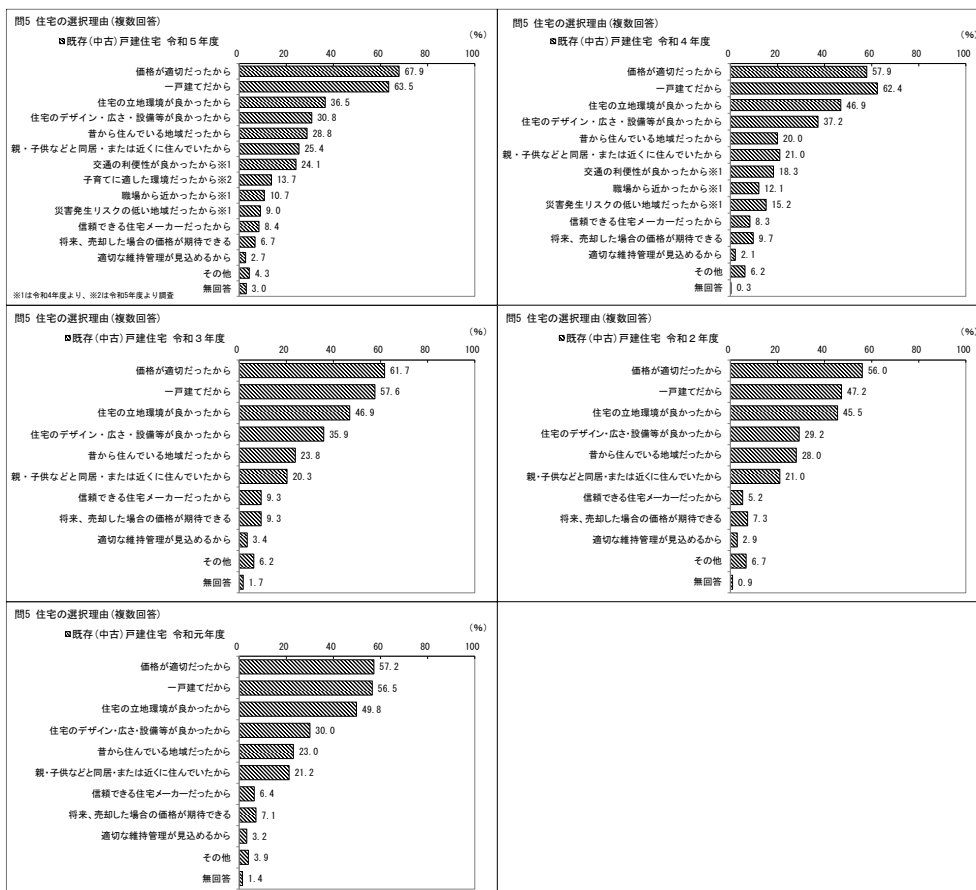 問5 住宅の選択理由(複数回答)
既存(中古)戸建住宅 令和５年度
(％)
0 20 40 60 80 100
価格が適切だったから 67.9
一戸建てだから 63.5
住宅の立地環境が良かったから 36.5
住宅のデザイン・広さ・設備等が良かったから 30.8
昔から住んでいる地域だったから 28.8
親・子供などと同居・または近くに住んでいたから 25.4
交通の利便性が良かったから※1 24.1
子育てに適した環境だったから※2 13.7
職場から近かったから※1 10.7
災害発生リスクの低い地域だったから※1 9.0
信頼できる住宅メーカーだったから 8.4
将来、売却した場合の価格が期待できる 6.7
適切な維持管理が見込めるから 2.7
その他 4.3
無回答 3.0
※1は令和4年度より、※2は令和5年度より調査
問5 住宅の選択理由(複数回答)
既存(中古)戸建住宅 令和４年度
(％)
0 20 40 60 80 100
価格が適切だったから 57.9
一戸建てだから 62.4
住宅の立地環境が良かったから 46.9
住宅のデザイン・広さ・設備等が良かったから 37.2
昔から住んでいる地域だったから 20.0
親・子供などと同居・または近くに住んでいたから 21.0
交通の利便性が良かったから※1 18.3
職場から近かったから※1 12.1
災害発生リスクの低い地域だったから※1 15.2
信頼できる住宅メーカーだったから 8.3
将来、売却した場合の価格が期待できる 9.7
適切な維持管理が見込めるから 2.1
その他 6.2
無回答 0.3
問5 住宅の選択理由(複数回答)
既存(中古)戸建住宅 令和３年度
(％)
0 20 40 60 80 100
価格が適切だったから 61.7
一戸建てだから 57.6
住宅の立地環境が良かったから 46.9
住宅のデザイン・広さ・設備等が良かったから 35.9
昔から住んでいる地域だったから 23.8
親・子供などと同居・または近くに住んでいたから 20.3
信頼できる住宅メーカーだったから 9.3
将来、売却した場合の価格が期待できる 9.3
適切な維持管理が見込めるから 3.4
その他 6.2
無回答 1.7
問5 住宅の選択理由(複数回答)
既存(中古)戸建住宅 令和２年度
(％)
0 20 40 60 80 100
価格が適切だったから 56.0
一戸建てだから 47.2
住宅の立地環境が良かったから 45.5
住宅のデザイン・広さ・設備等が良かったから 29.2
昔から住んでいる地域だったから 28.0
親・子供などと同居・または近くに住んでいたから 21.0
信頼できる住宅メーカーだったから 5.2
将来、売却した場合の価格が期待できる 7.3
適切な維持管理が見込めるから 2.9
その他 6.7
無回答 0.9
問5 住宅の選択理由(複数回答)
既存(中古)戸建住宅 令和元年度
(％)
0 20 40 60 80 100
価格が適切だったから 57.2
一戸建てだから 56.5
住宅の立地環境が良かったから 49.8
住宅のデザイン・広さ・設備等が良かったから 30.0
昔から住んでいる地域だったから 23.0
親・子供などと同居・または近くに住んでいたから 21.2
信頼できる住宅メーカーだったから 6.4
将来、売却した場合の価格が期待できる 7.1
適切な維持管理が見込めるから 3.2
その他 3.9
無回答 1.4